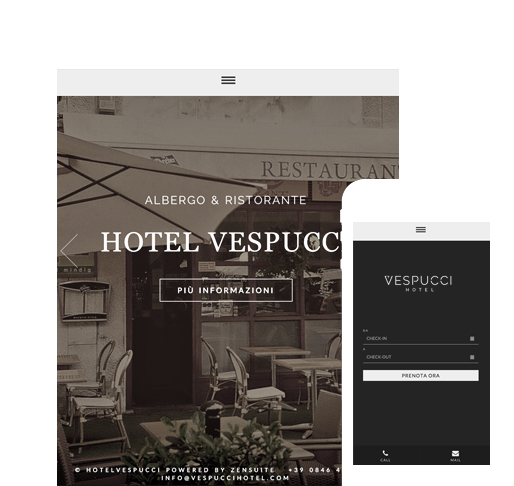 RESTAURAN
ALBERGO & RISTORANTE
HOTEL VESPUCC
mindig
PIÙ INFORMAZIONI
© HOTELVESPUCCI POWERED BY ZENSUITE +39 0846 4
INFO@VESPUCCIHOTEL.COM
VESPUCCI
HOTEL
CHECK-IN
CHECK-OUT
PRENOTA ORA
CALL
MAIL